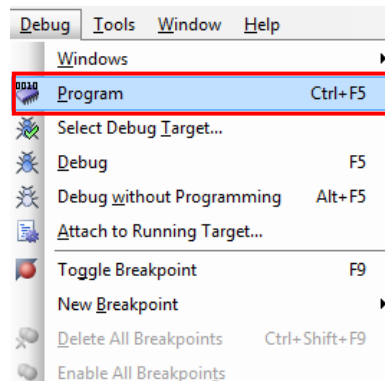 Debug Tools Window Help
Windows
0010
Program Ctrl+F5
Select Debug Target...
Debug F5
Debug without Programming Alt+F5
Attach to Running Target...
Toggle Breakpoint F9
New Breakpoint
Delete All Breakpoints Ctrl+Shift+F9
Enable All Breakpoints